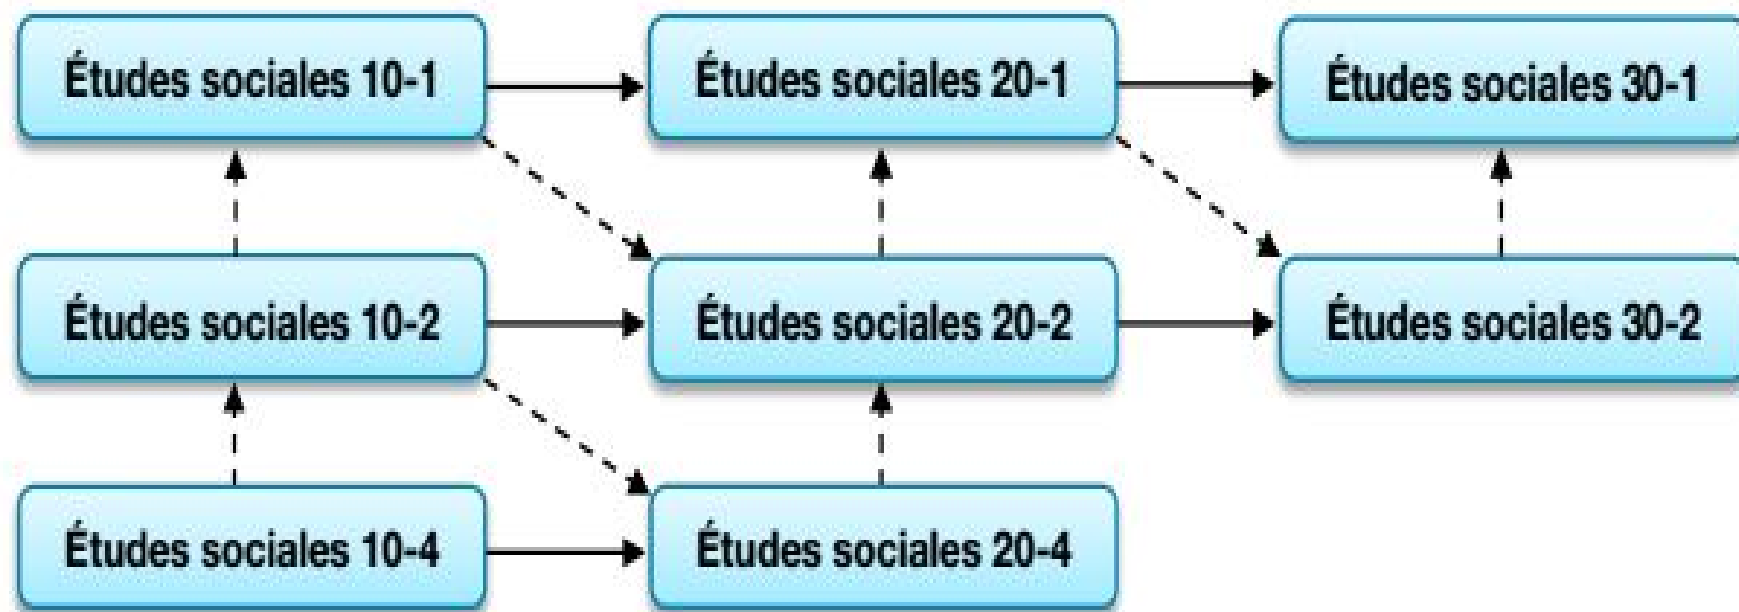 Études sociales 10-1
Études sociales 20-1
Études sociales 30-1
Études sociales 10-2
Études sociales 20-2
Études sociales 30-2
Études sociales 10-4
Études sociales 20-4